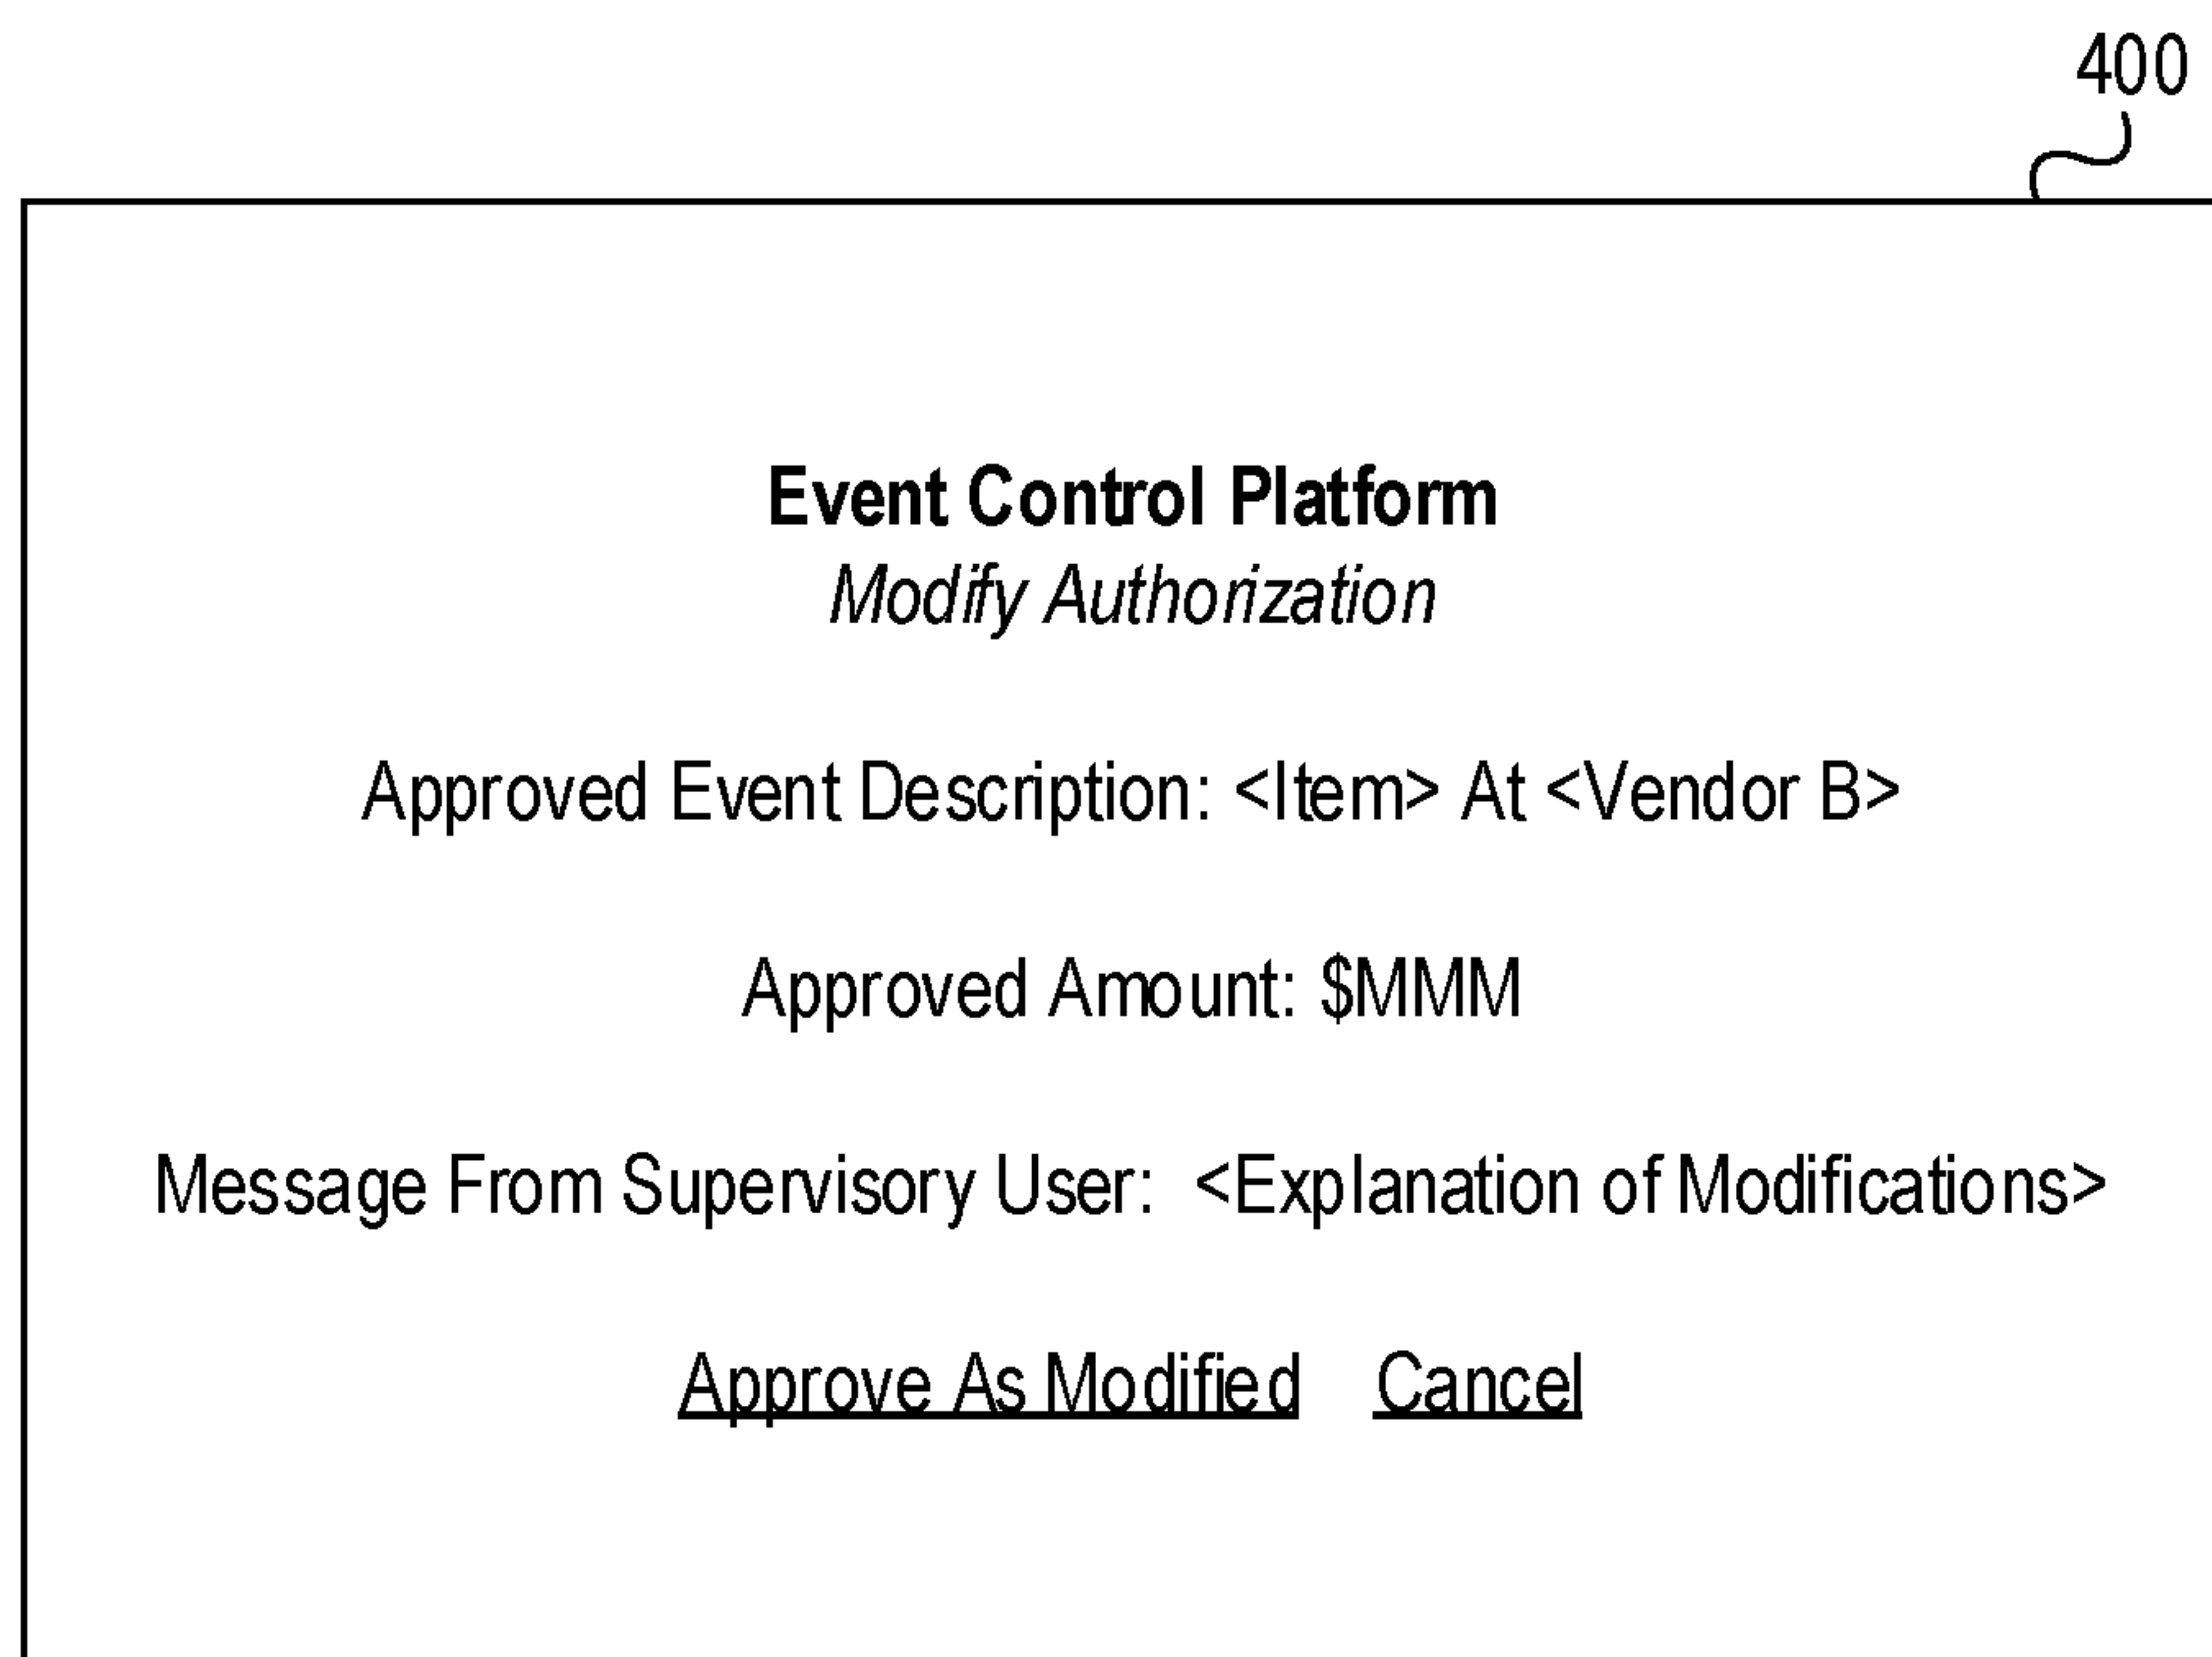 400
Event Control Platform
Modify Authorization
Approved Event Description: <Item> At <Vendor B>
Approved Amount: $MMM
Message From Supervisory User: <Explanation of Modifications>
Approve As Modified Cancel